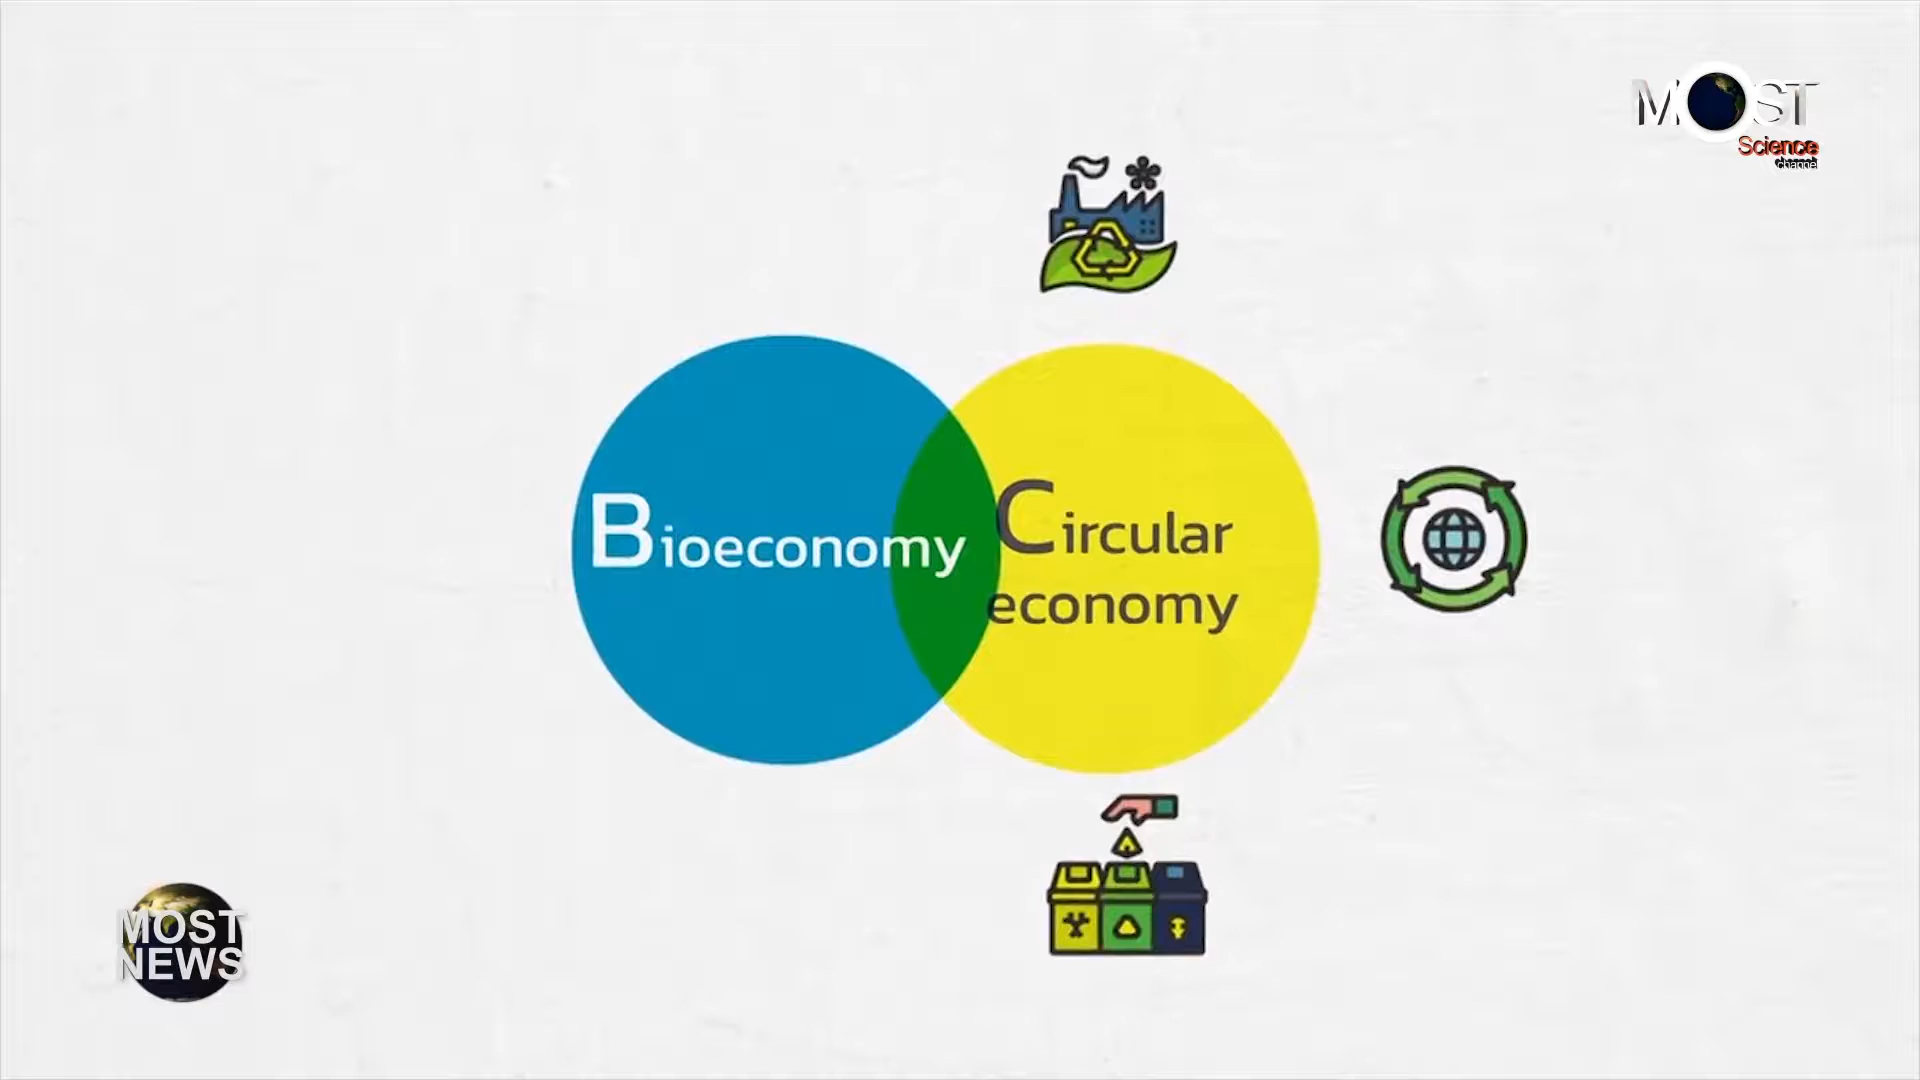 MOST
Science
channel
Bioeconomy
Circular
economy
MOST
NEWS